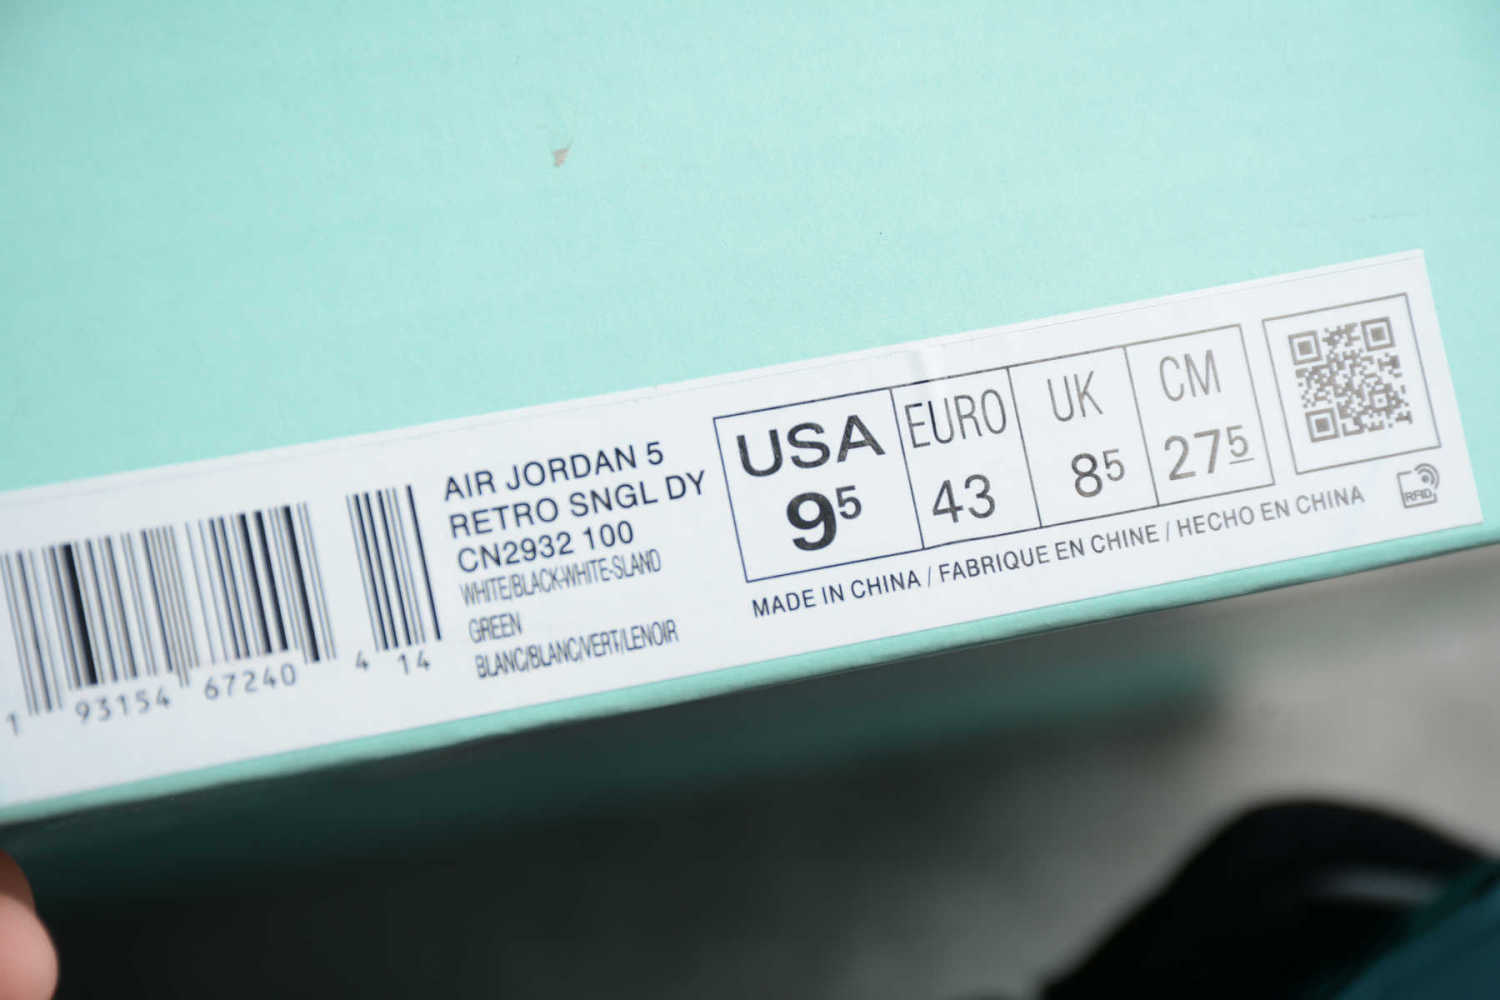 AIR JORDAN 5
RETRO SNGL DY
CN2932 100
WHITE/BLACK-WHITE-SLAND
GREEN
BLANC/BLANC/VERT/LENOIR
1 93154 67240 4 14
USA EURO UK CM
95 43 85 275
MADE IN CHINA / FABRIQUE EN CHINE / HECHO EN CHINA
RFID